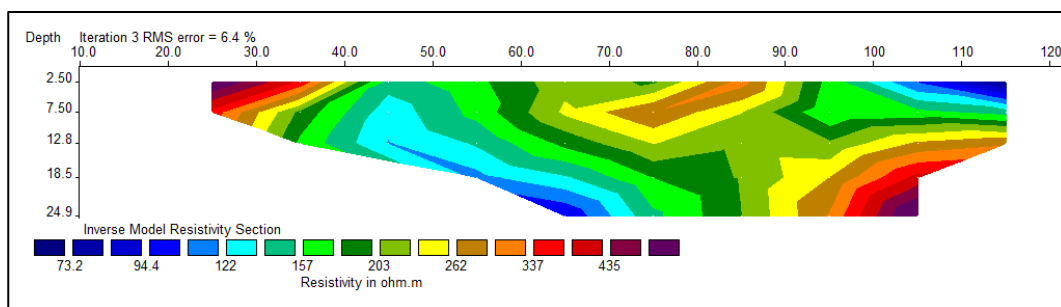 Depth Iteration 3 RMS error = 6.4 %
10.0 20.0 30.0 40.0 50.0 60.0 70.0 80.0 90.0 100 110 120
2.50
7.50
12.8
18.5
24.9
Inverse Model Resistivity Section
73.2 94.4 122 157 203 262 337 435
Resistivity in ohm.m